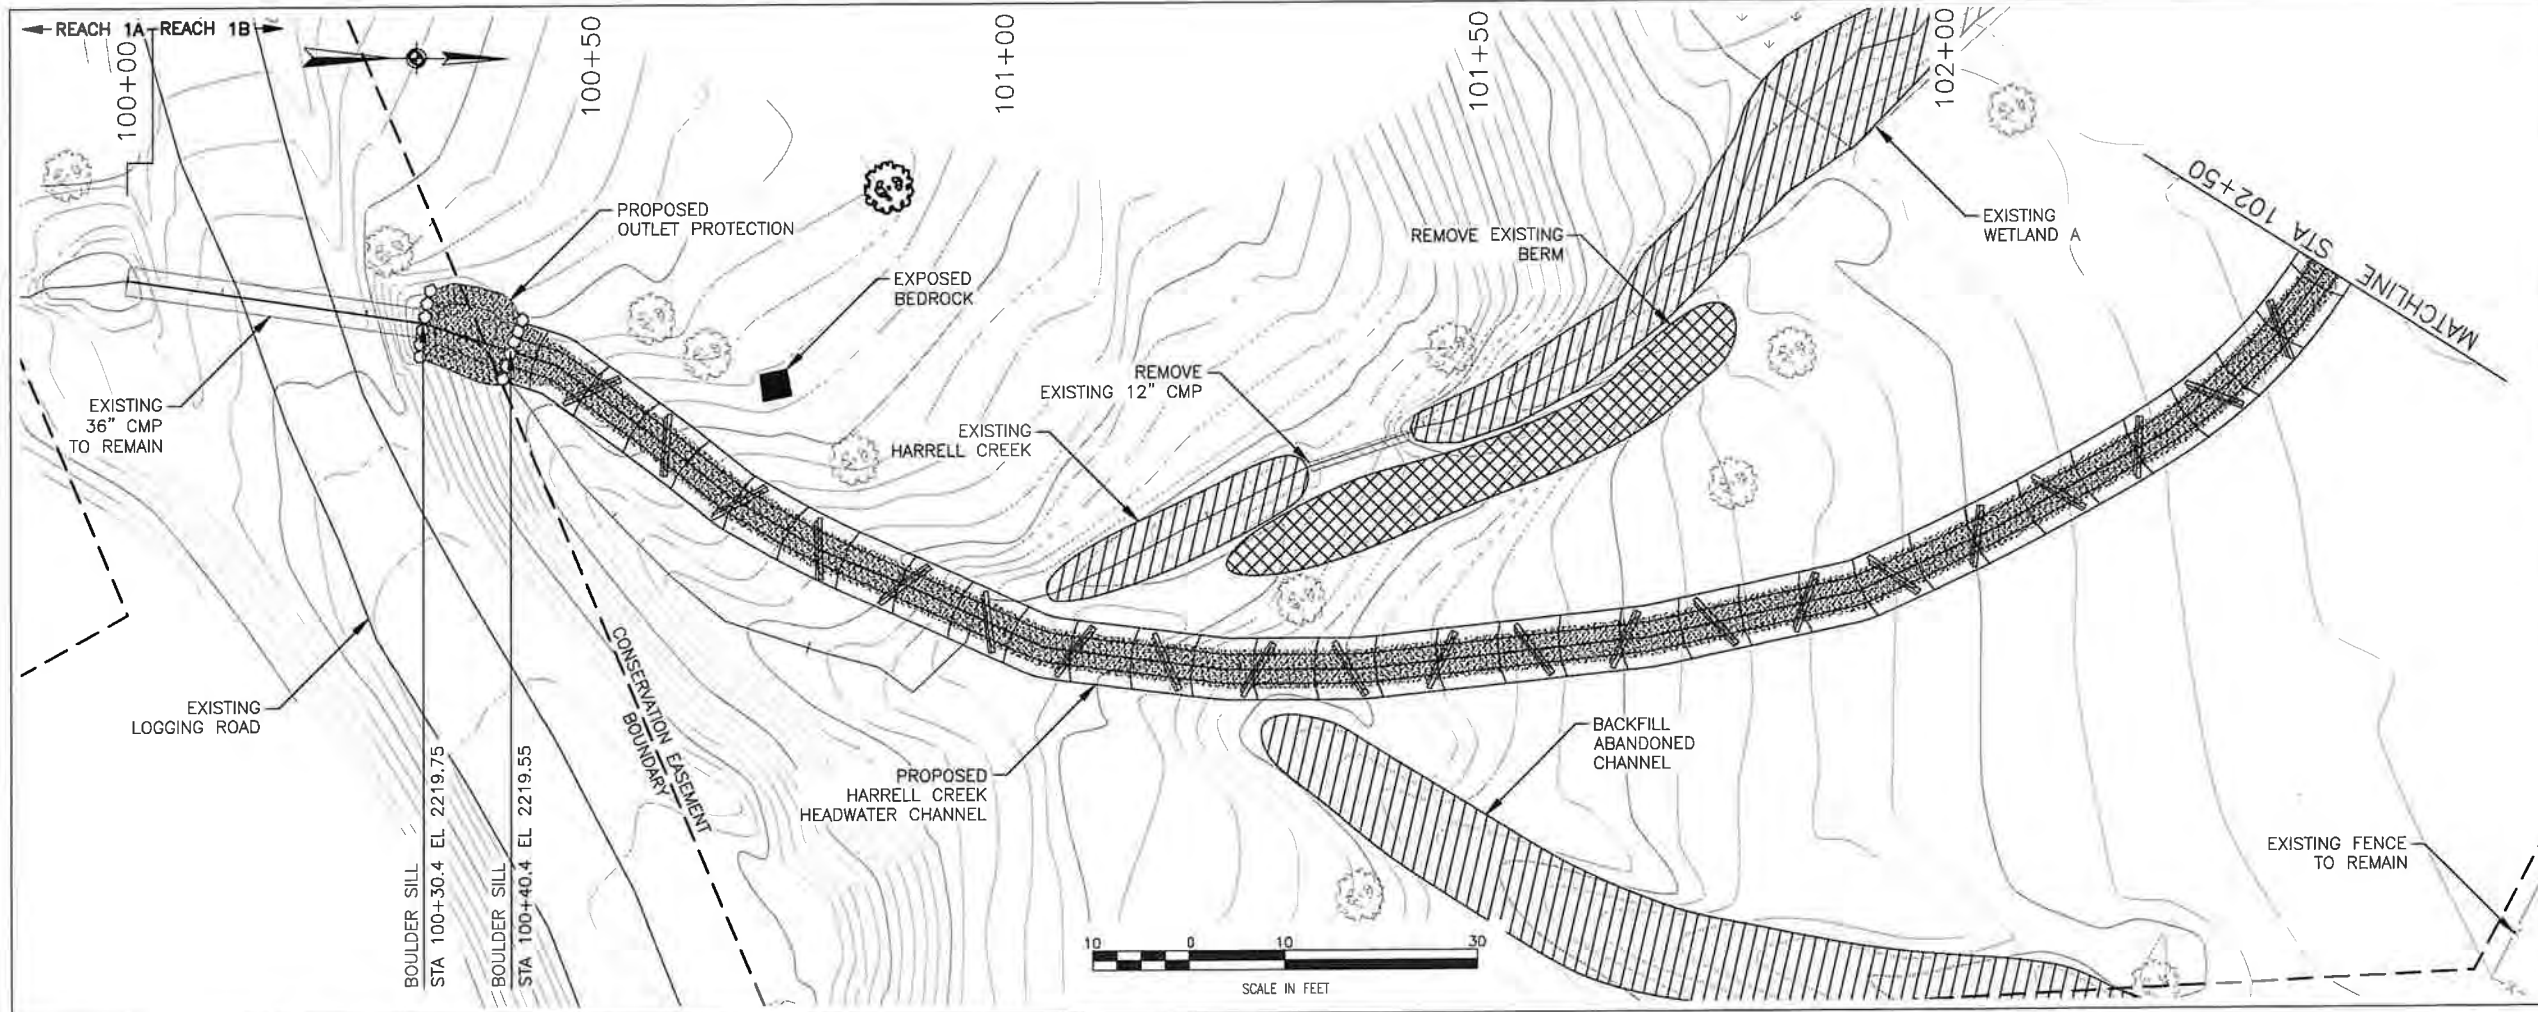 REACH 1A
REACH 1B
100+00
100+50
101+00
101+50
102+00
PROPOSED
OUTLET PROTECTION
EXPOSED
BEDROCK
REMOVE EXISTING
BERM
EXISTING
WETLAND A
MATCHLINE
STA 102+50
REMOVE
EXISTING 12" CMP
EXISTING
HARRELL CREEK
EXISTING
36" CMP
TO REMAIN
EXISTING
LOGGING ROAD
CONSERVATION EASEMENT
BOUNDARY
BOULDER SILL
STA 100+30.4 EL 2219.75
BOULDER SILL
STA 100+40.4 EL 2219.55
PROPOSED
HARRELL CREEK
HEADWATER CHANNEL
BACKFILL
ABANDONED
CHANNEL
EXISTING FENCE
TO REMAIN
10 0 10 30
SCALE IN FEET